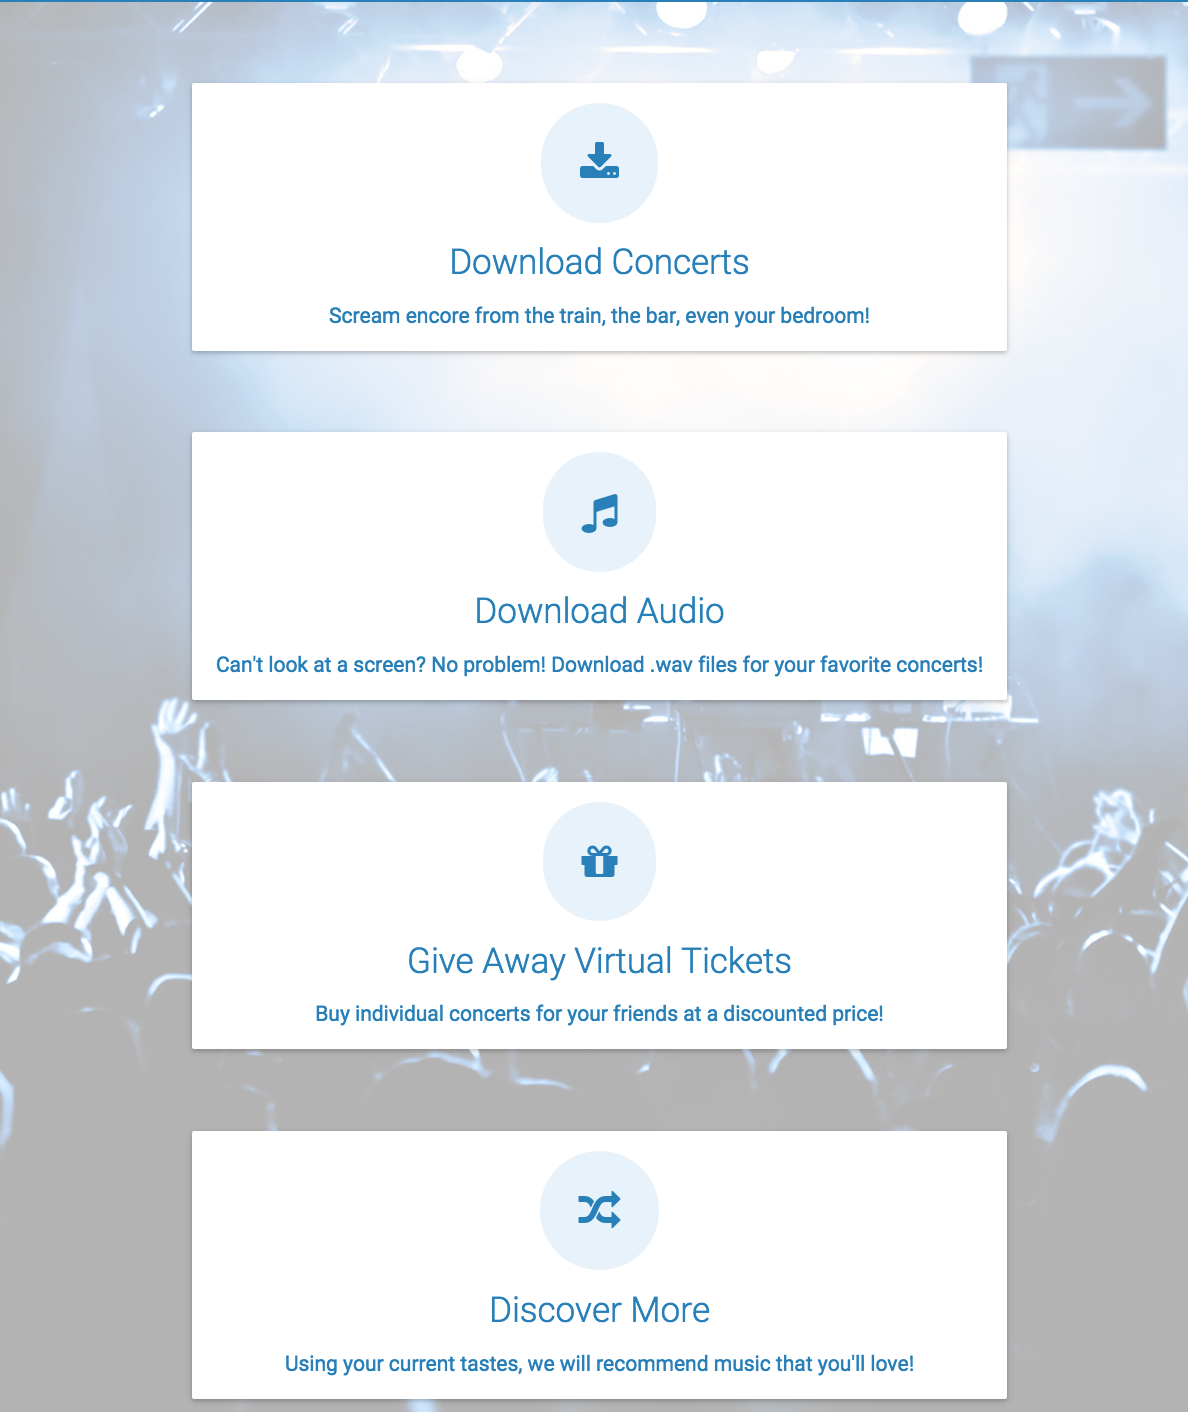 Download Concerts
Scream encore from the train, the bar, even your bedroom!
Download Audio
Can't look at a screen? No problem! Download .wav files for your favorite concerts!
Give Away Virtual Tickets
Buy individual concerts for your friends at a discounted price!
Discover More
Using your current tastes, we will recommend music that you'll love!